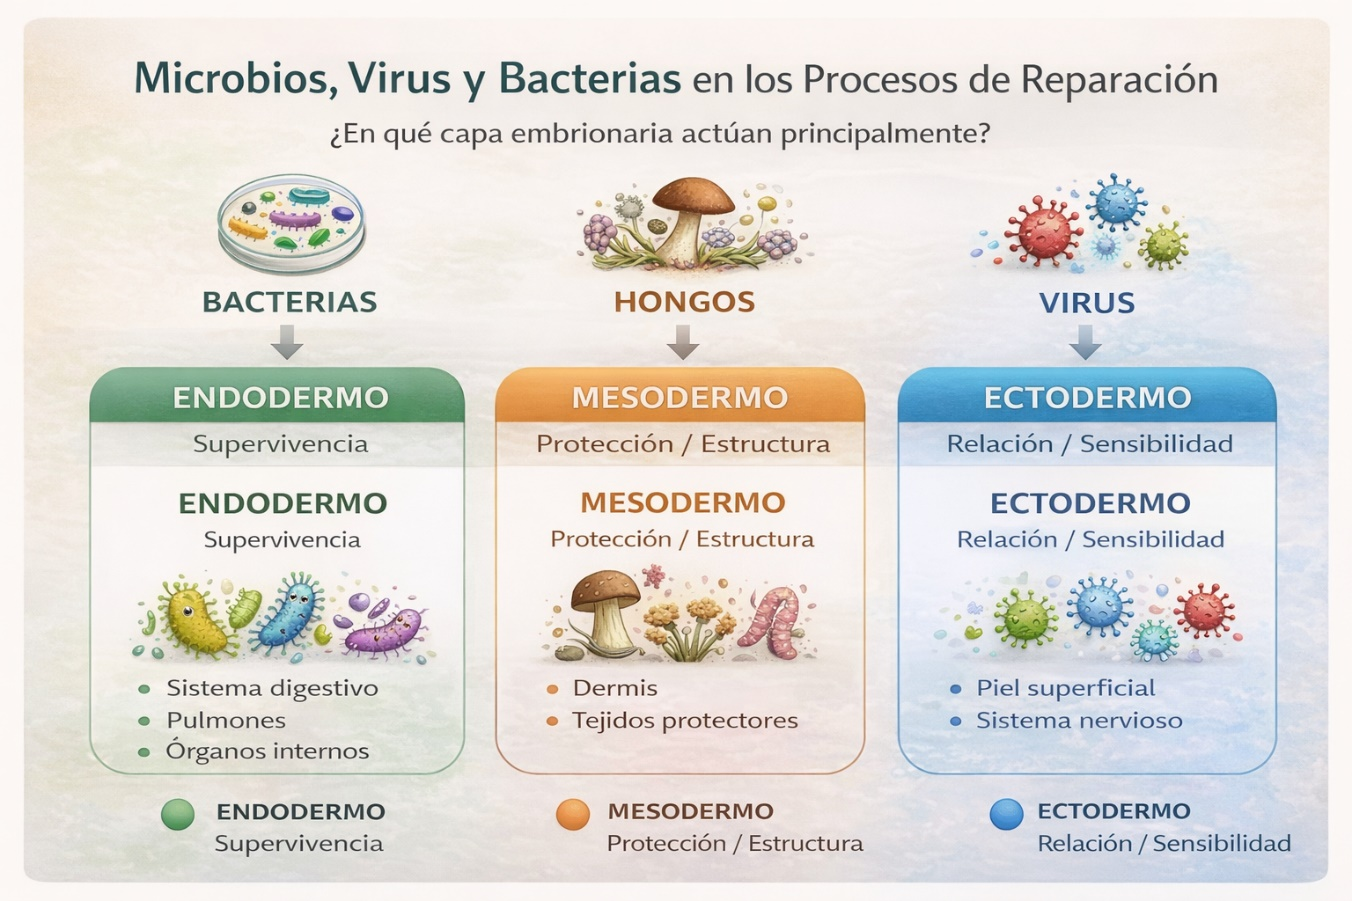 Microbios, Virus y Bacterias en los Procesos de Reparación
¿En qué capa embrionaria actúan principalmente?
BACTERIAS
HONGOS
VIRUS
ENDODERMO
Supervivencia
ENDODERMO
Supervivencia
Sistema digestivo
Pulmones
Órganos internos
MESODERMO
Protección / Estructura
MESODERMO
Protección / Estructura
Dermis
Tejidos protectores
ECTODERMO
Relación / Sensibilidad
ECTODERMO
Relación / Sensibilidad
Piel superficial
Sistema nervioso
ENDODERMO
Supervivencia
MESODERMO
Protección / Estructura
ECTODERMO
Relación / Sensibilidad